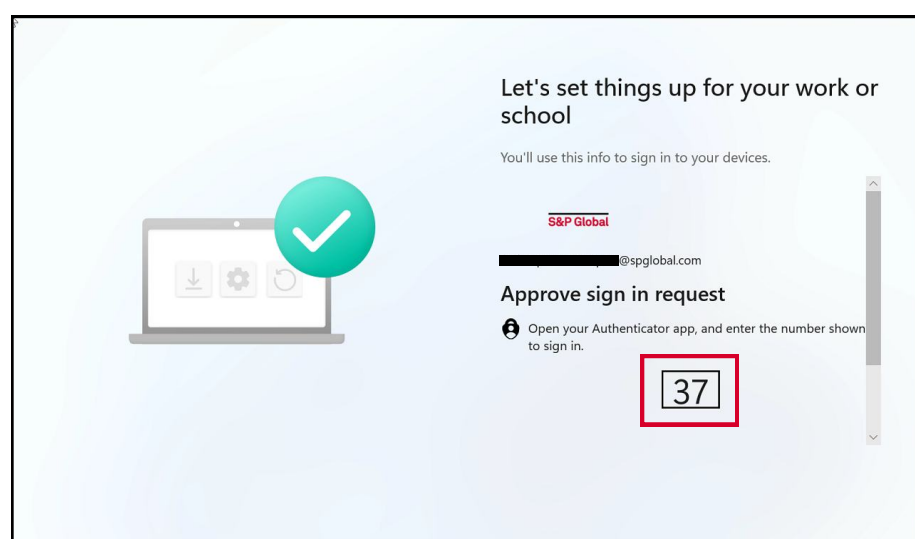 Let's set things up for your work or
school
You'll use this info to sign in to your devices.
S&P Global
@spglobal.com
Approve sign in request
Open your Authenticator app, and enter the number shown
to sign in.
37